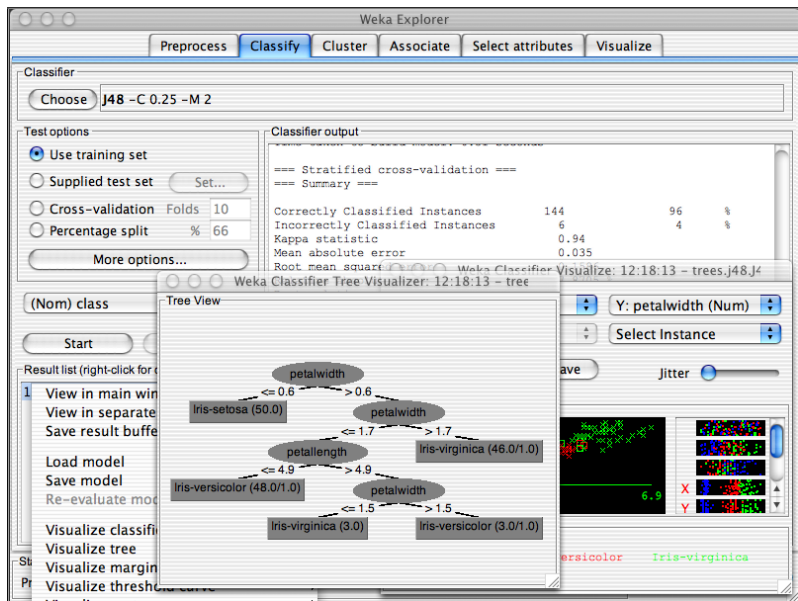 Weka Explorer
Preprocess Classify Cluster Associate Select attributes Visualize
Classifier
Choose J48 -C 0.25 -M 2
Test options
Use training set
Supplied test set Set...
Cross-validation Folds 10
Percentage split % 66
More options...
(Nom) class
Start
Result list (right-click for
1
View in main win
View in separate
Save result buffe
Load model
Save model
Re-evaluate mo
Visualize classifi
Visualize tree
Visualize margin
Visualize threshold curve
Classifier output
=== Stratified cross-validation ===
=== Summary ===
Correctly Classified Instances 144 96 %
Incorrectly Classified Instances 6 4 %
Kappa statistic 0.94
Mean absolute error 0.035
Root mean squar
Weka Classifier Visualize: 12:18:13 - trees.j48.J4
Y: petalwidth (Num)
Select Instance
ave
Jitter
6.9
X
Y
ersicolor Iris-virginica
Weka Classifier Tree Visualizer: 12:18:13 - tree
Tree View
petalwidth
<= 0.6 > 0.6
Iris-setosa (50.0) petalwidth
<= 1.7 > 1.7
petallength Iris-virginica (46.0/1.0)
<= 4.9 > 4.9
Iris-versicolor (48.0/1.0) petalwidth
<= 1.5 > 1.5
Iris-virginica (3.0) Iris-versicolor (3.0/1.0)
Sta
Pr